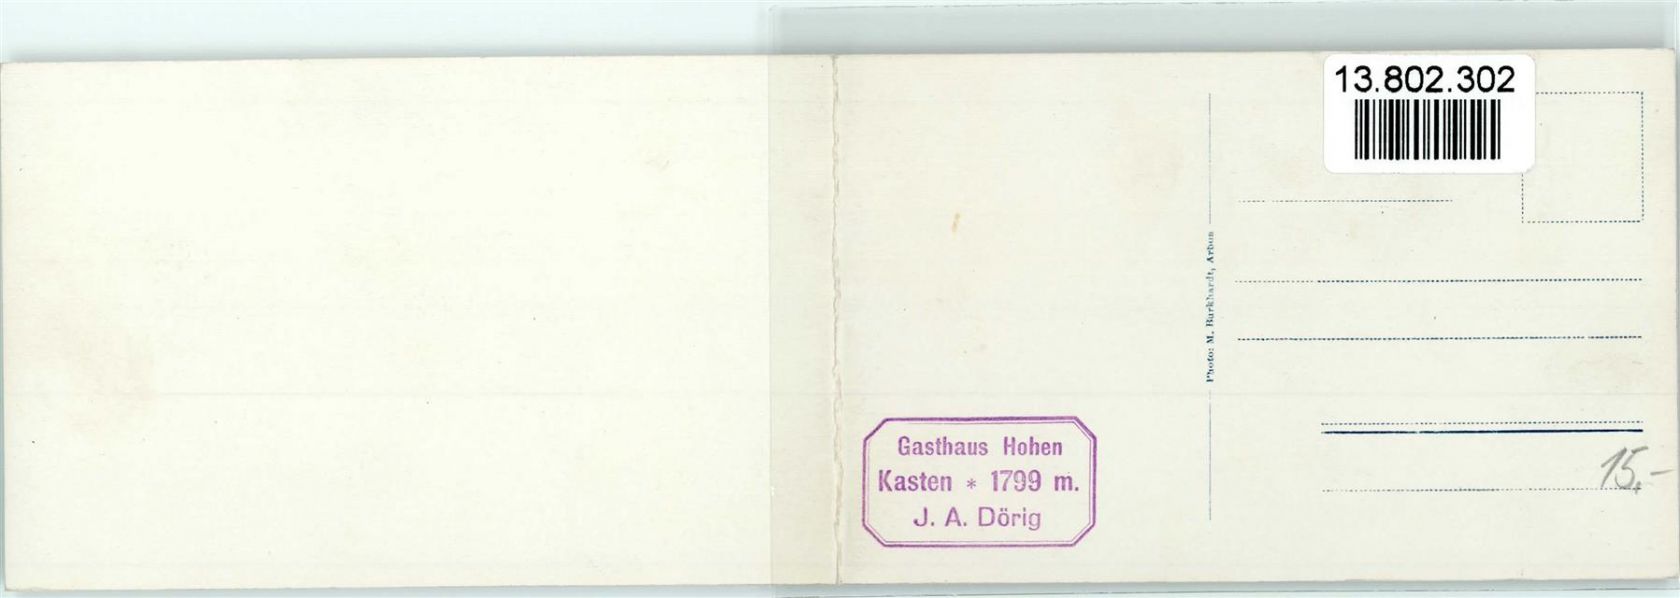 13.802.302
Photo: M. Burkhardt, Arbon
Gasthaus Hohen
Kasten * 1799 m.
J. A. Dörig
15.-